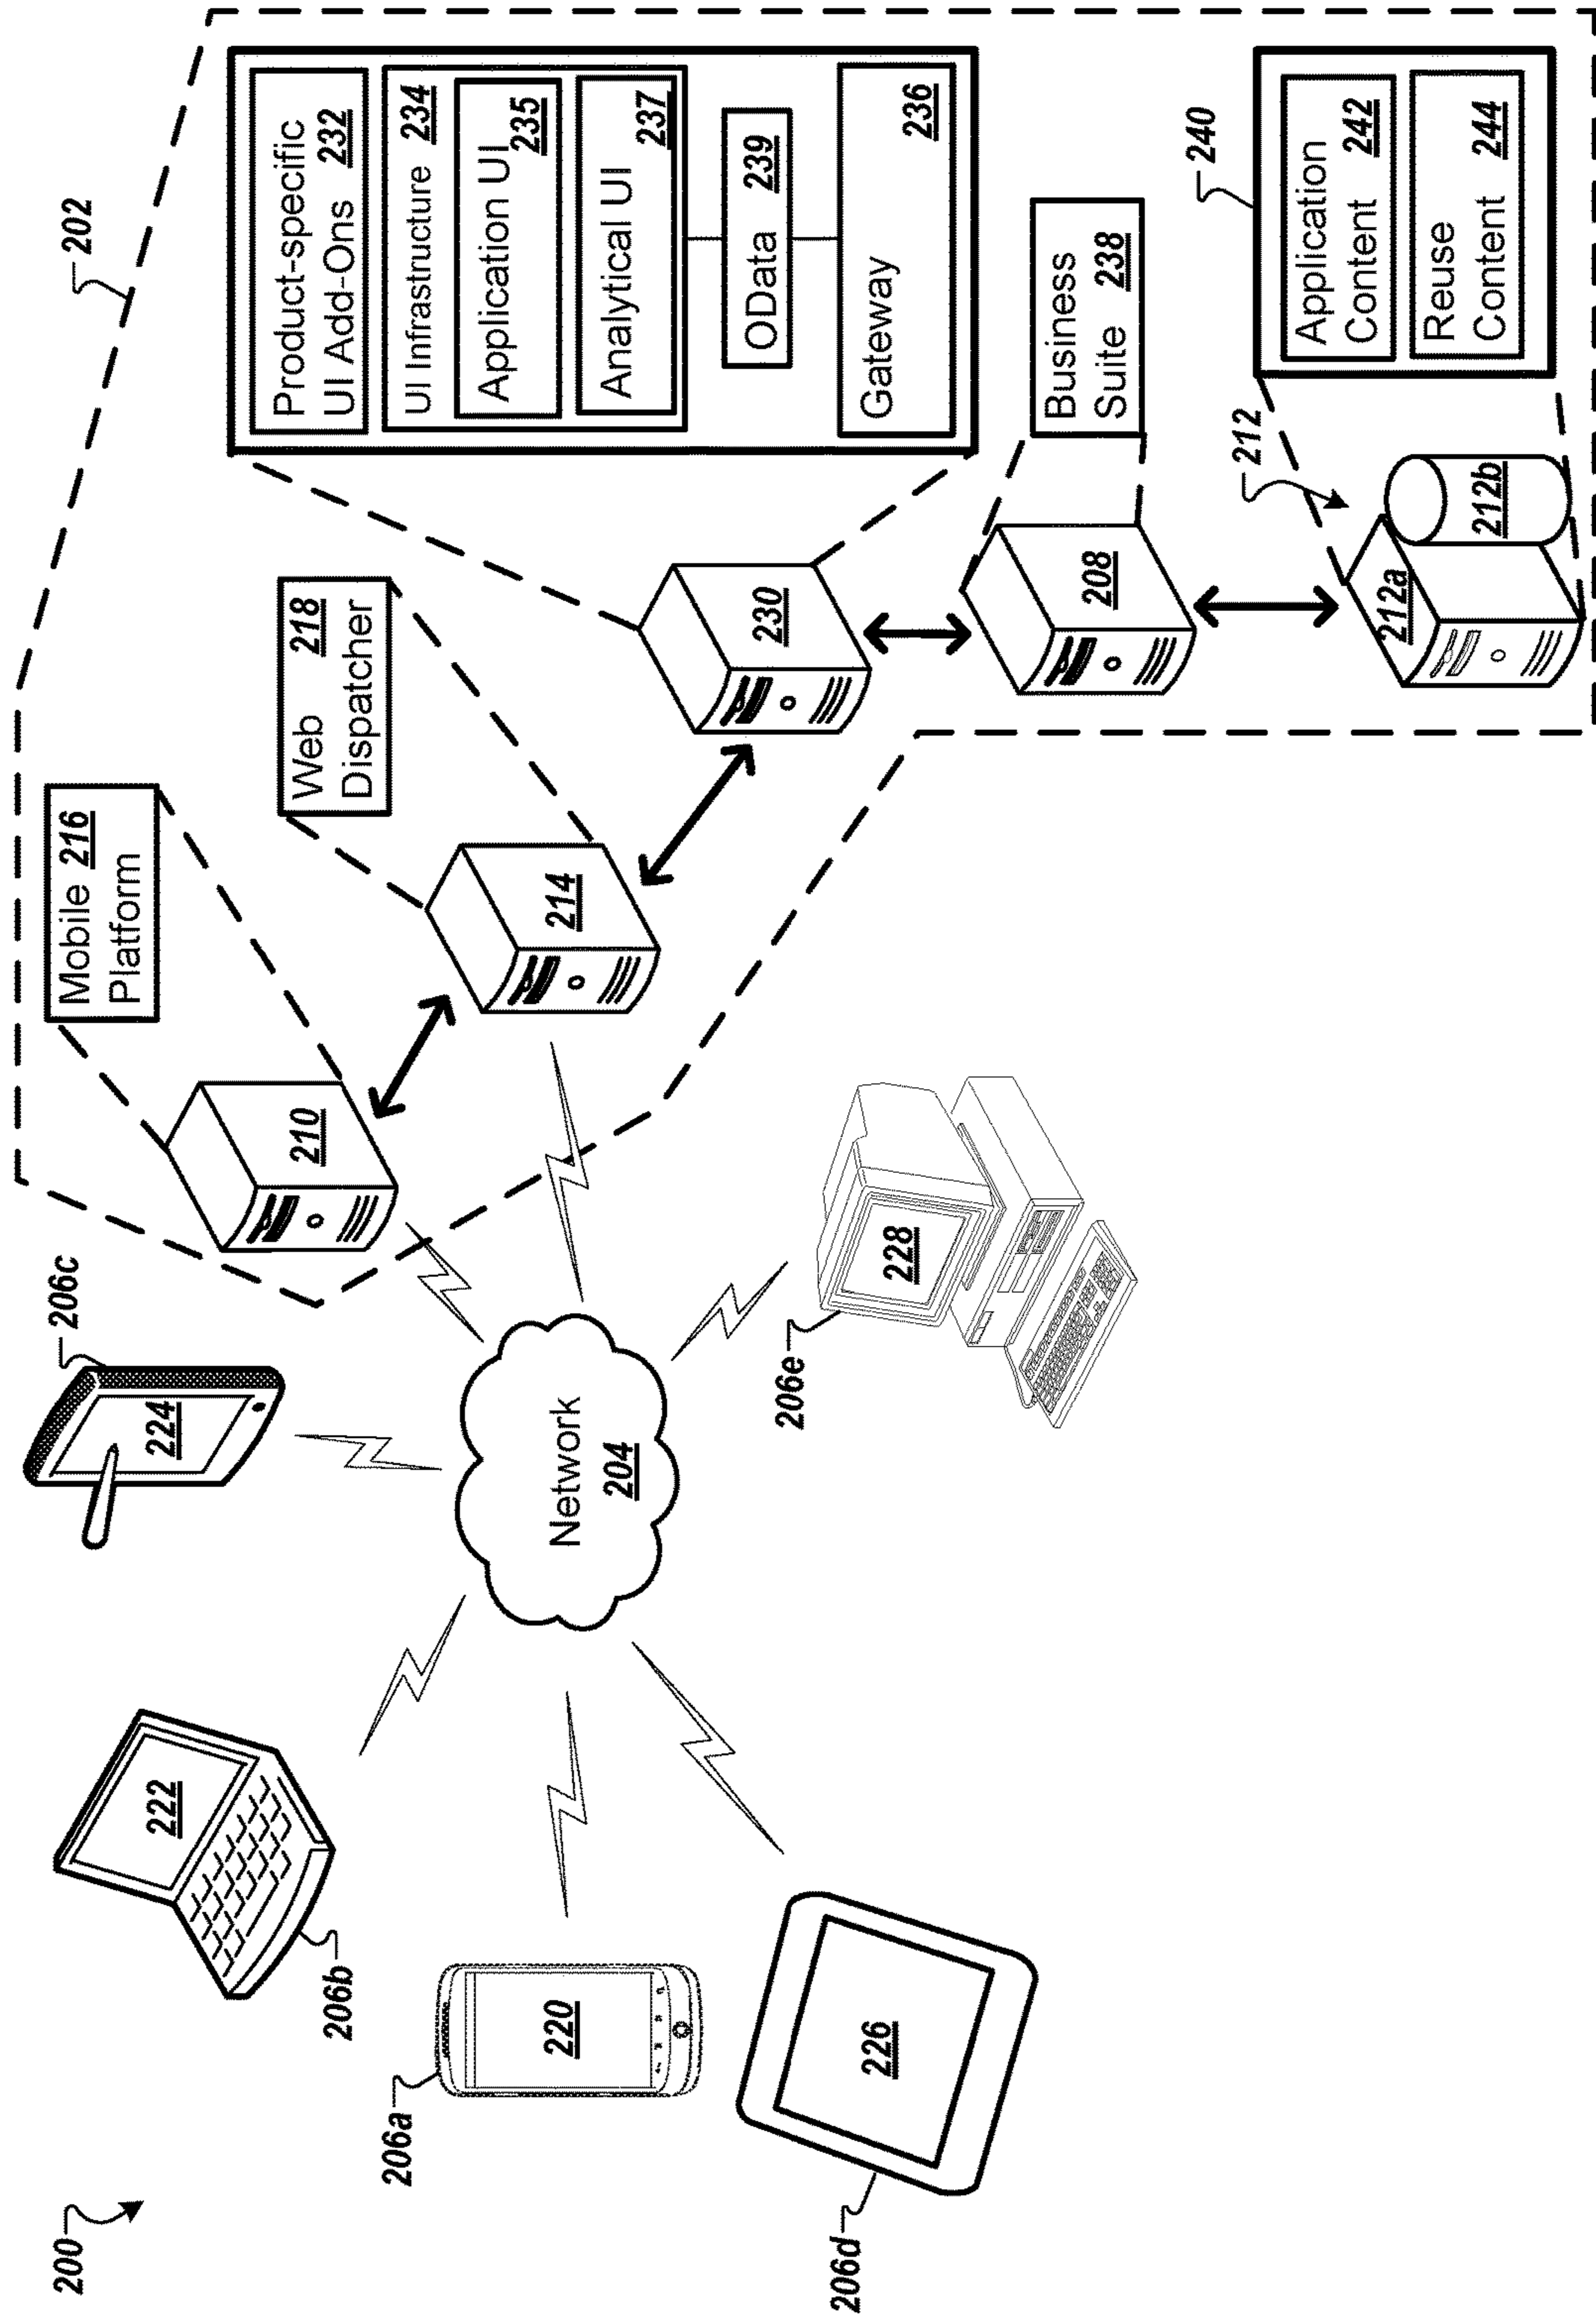 200
202
206c
224
Mobile 216
Platform
Web 218
Dispatcher
Product-specific
UI Add-Ons 232
UI Infrastructure 234
Application UI
235
Analytical UI
237
OData 239
Gateway
236
222
206b
210
214
230
Business
Suite 238
206a
220
Network
204
208
240
Application
Content 242
Reuse
Content 244
206d
226
206e
228
212
212a
212b